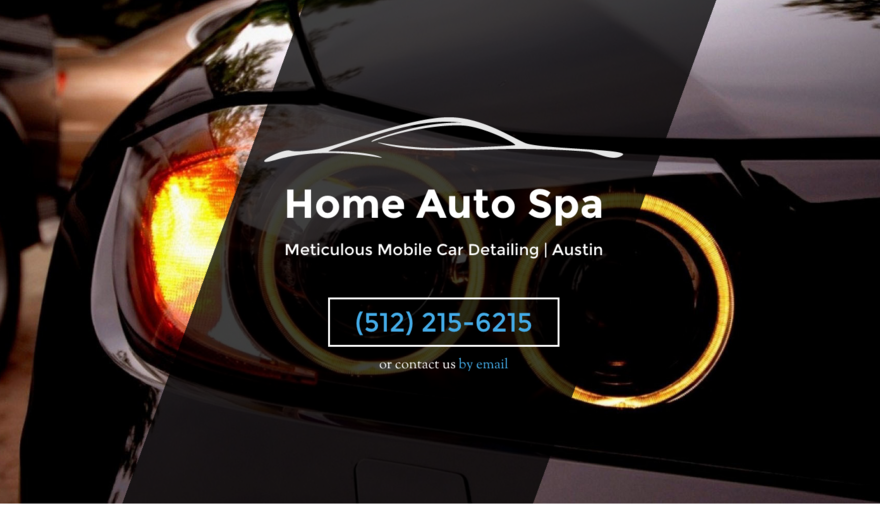 Home Auto Spa
Meticulous Mobile Car Detailing | Austin
(512) 215-6215
or contact us by email